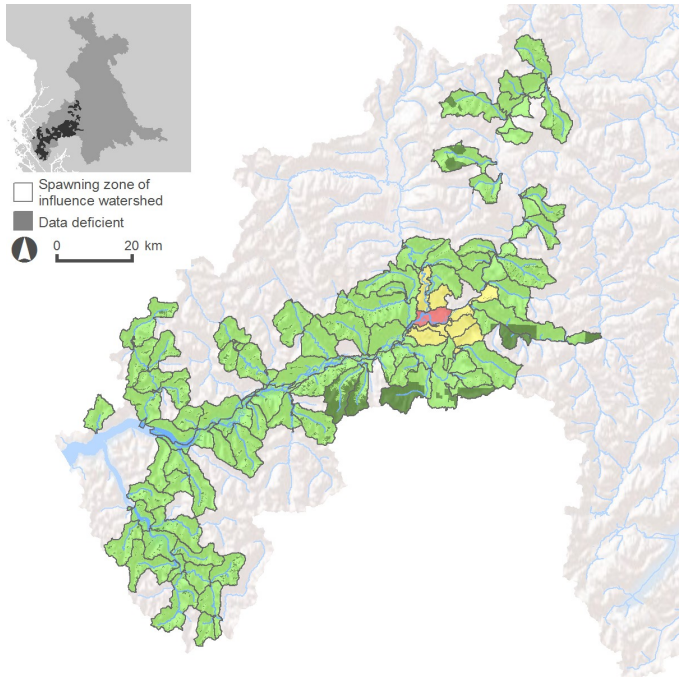 Spawning zone of
influence watershed
Data deficient
0 20 km